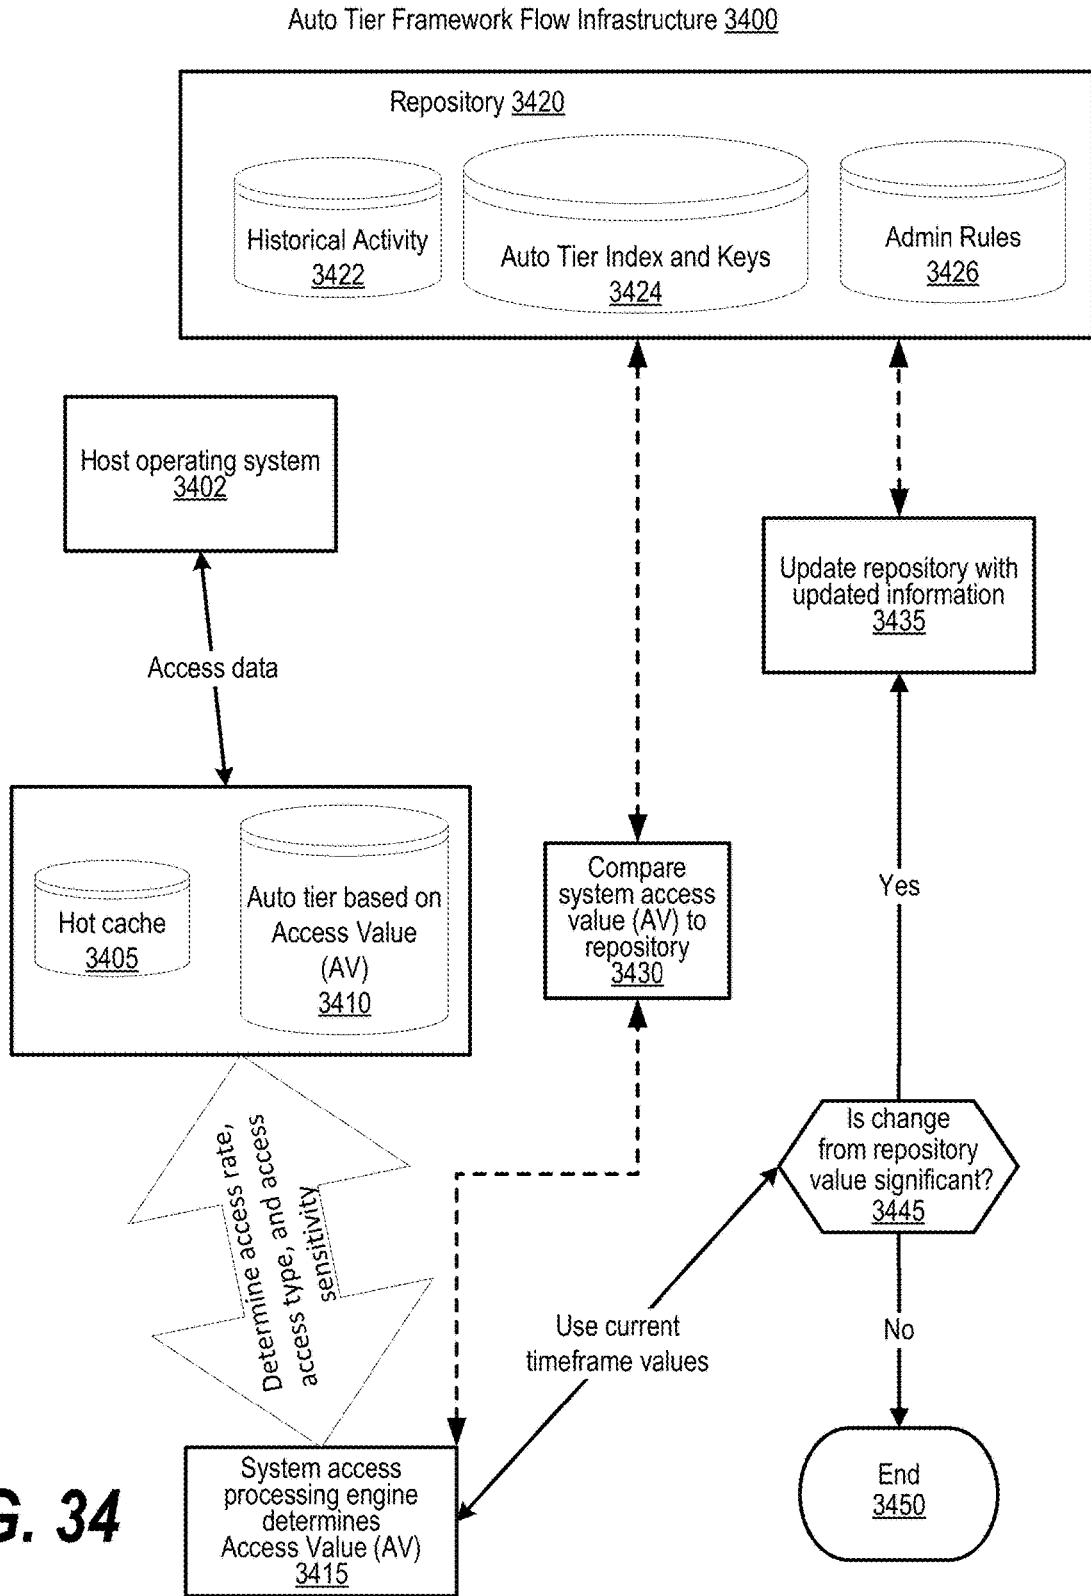 Auto Tier Framework Flow Infrastructure 3400
Repository 3420
Historical Activity
3422
Auto Tier Index and Keys
3424
Admin Rules
3426
Host operating system
3402
Update repository with
updated information
3435
Access data
Hot cache
3405
Auto tier based on
Access Value
(AV)
3410
Compare
system access
value (AV) to
repository
3430
Yes
Determine access rate,
access type, and access
sensitivity
Is change
from repository
value significant?
3445
Use current
timeframe values
No
System access
processing engine
determines
Access Value (AV)
3415
End
3450
G. 34